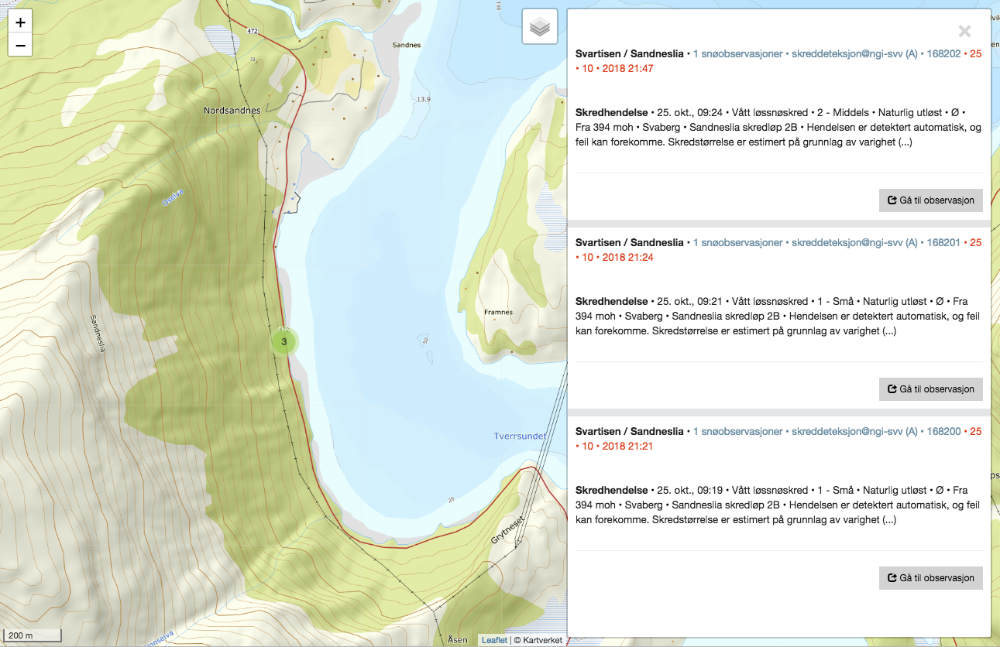 +
−
472
72
Sandnes
100
13.9
Nordsandnes
Oselva
Sandneslia
Framnes
472
3
50
Tverrsundet
20
Grytneset
Åsen
200 m
Leaflet | © Kartverket
×
Svartisen / Sandneslia • 1 snøobservasjoner • skreddeteksjon@ngi-svv (A) • 168202 • 25
• 10 • 2018 21:47
Skredhendelse • 25. okt., 09:24 • Vått løssnøskred • 2 - Middels • Naturlig utløst • Ø •
Fra 394 moh • Svaberg • Sandneslia skredløp 2B • Hendelsen er detektert automatisk, og
feil kan forekomme. Skredstørrelse er estimert på grunnlag av varighet (...)
Gå til observasjon
Svartisen / Sandneslia • 1 snøobservasjoner • skreddeteksjon@ngi-svv (A) • 168201 • 25
• 10 • 2018 21:24
Skredhendelse • 25. okt., 09:21 • Vått løssnøskred • 1 - Små • Naturlig utløst • Ø • Fra
394 moh • Svaberg • Sandneslia skredløp 2B • Hendelsen er detektert automatisk, og feil
kan forekomme. Skredstørrelse er estimert på grunnlag av varighet (...)
Gå til observasjon
Svartisen / Sandneslia • 1 snøobservasjoner • skreddeteksjon@ngi-svv (A) • 168200 • 25
• 10 • 2018 21:21
Skredhendelse • 25. okt., 09:19 • Vått løssnøskred • 1 - Små • Naturlig utløst • Ø • Fra
394 moh • Svaberg • Sandneslia skredløp 2B • Hendelsen er detektert automatisk, og feil
kan forekomme. Skredstørrelse er estimert på grunnlag av varighet (...)
Gå til observasjon